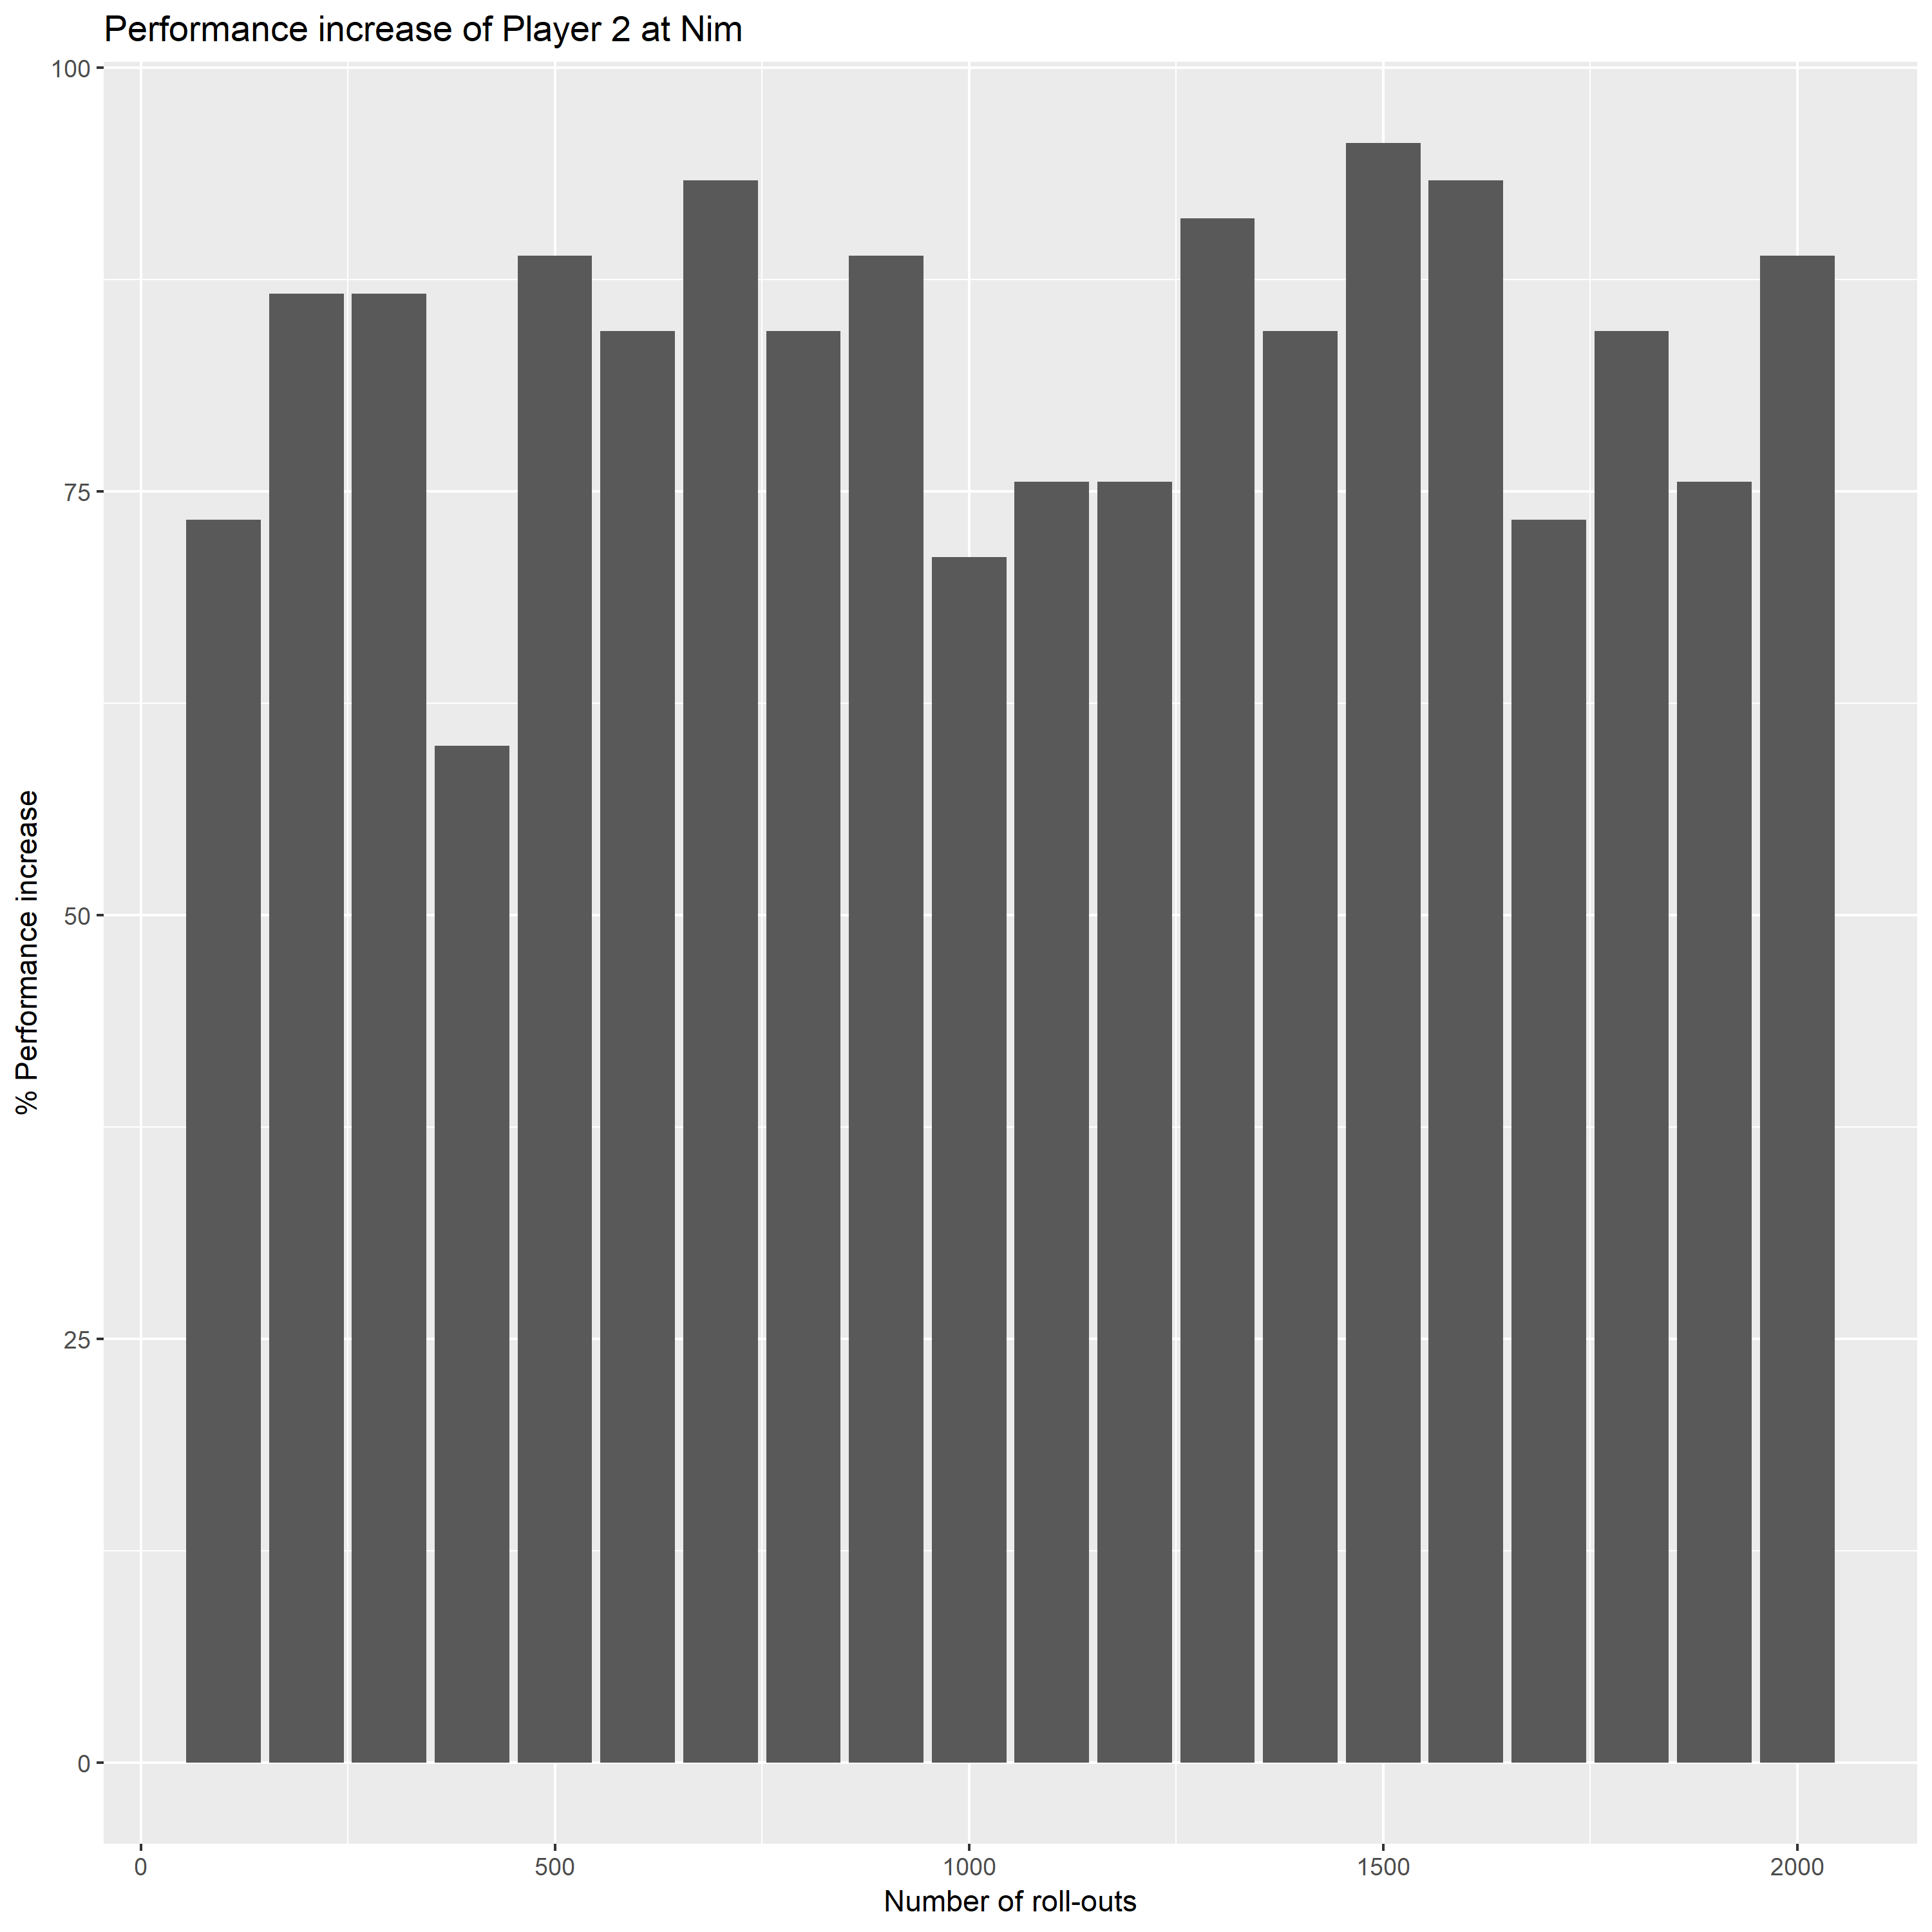 Performance increase of Player 2 at Nim
100
75
50
25
0
% Performance increase
0 500 1000 1500 2000
Number of roll-outs